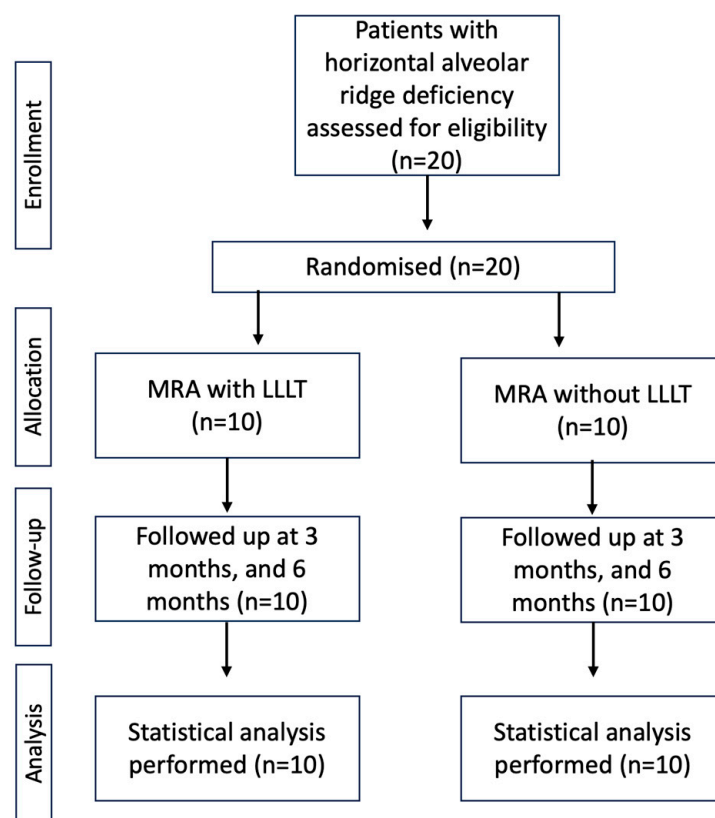 Enrollment
Patients with
horizontal alveolar
ridge deficiency
assessed for eligibility
(n=20)
Randomised (n=20)
Allocation
MRA with LLLT
(n=10)
MRA without LLLT
(n=10)
Follow-up
Followed up at 3
months, and 6
months (n=10)
Followed up at 3
months, and 6
months (n=10)
Analysis
Statistical analysis
performed (n=10)
Statistical analysis
performed (n=10)